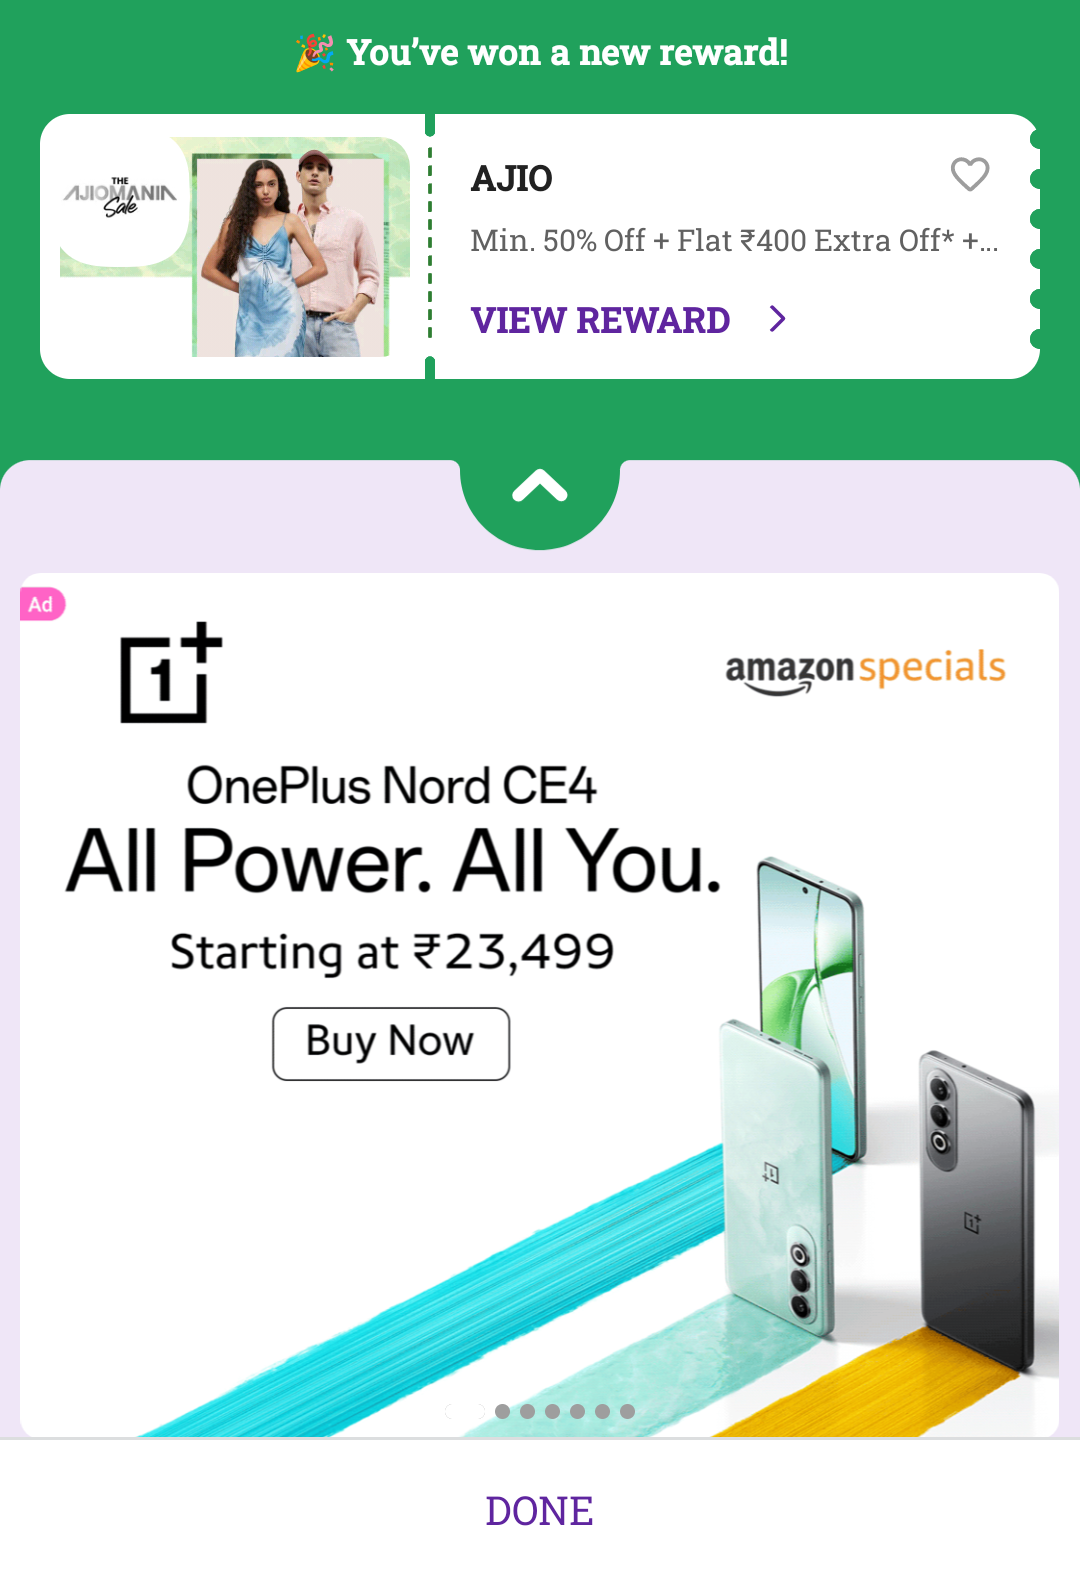 🎉 You’ve won a new reward!
THE
AJIOMANIA
Sale
AJIO
Min. 50% Off + Flat ₹400 Extra Off* +...
VIEW REWARD
Ad
1+
amazon specials
OnePlus Nord CE4
All Power. All You.
Starting at ₹23,499
Buy Now
DONE